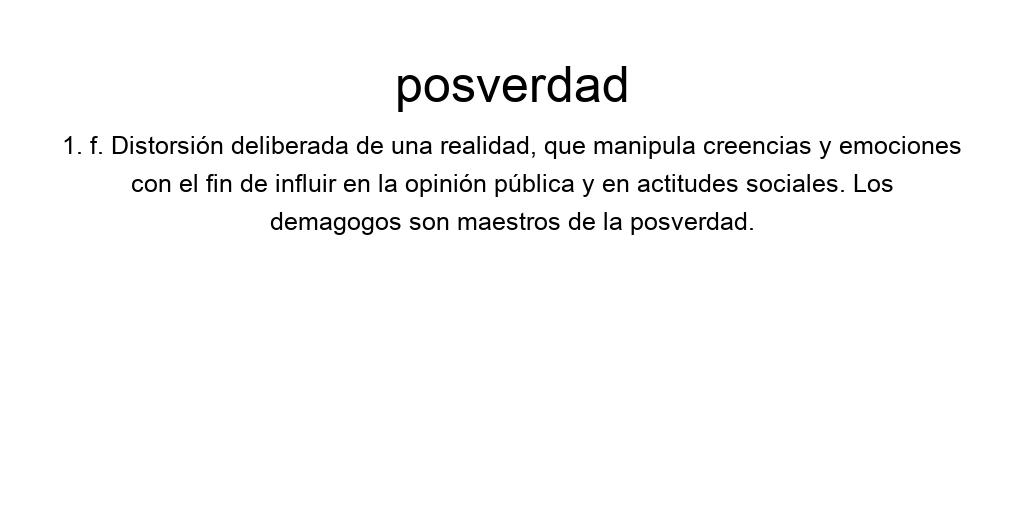 posverdad
1. f. Distorsión deliberada de una realidad, que manipula creencias y emociones
con el fin de influir en la opinión pública y en actitudes sociales. Los
demagogos son maestros de la posverdad.